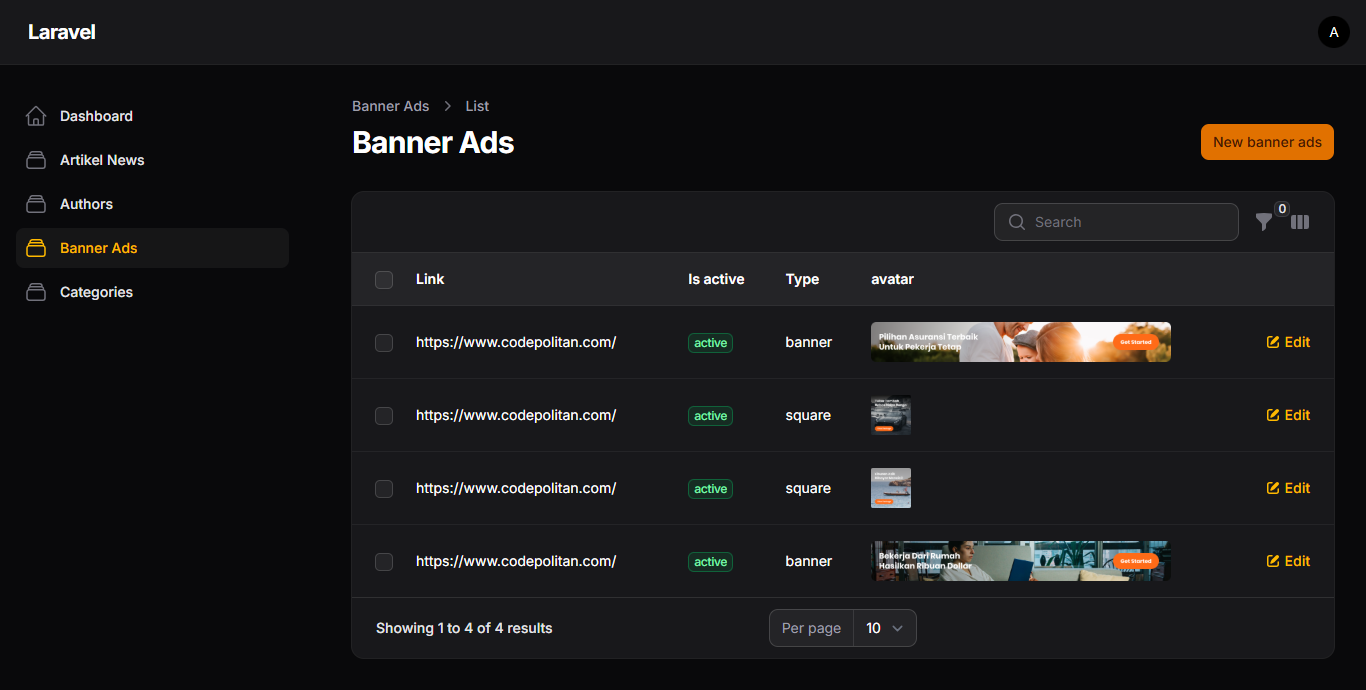 Laravel
A
Dashboard
Artikel News
Authors
Banner Ads
Categories
Banner Ads > List
Banner Ads
New banner ads
Search
0
Link Is active Type avatar
https://www.codepolitan.com/ active banner
Pilihan Asuransi Terbaik
Untuk Pekerja Tetap
Get Started
Edit
https://www.codepolitan.com/ active square
Edit
https://www.codepolitan.com/ active square
Edit
https://www.codepolitan.com/ active banner
Bekerja Dari Rumah
Hasilkan Ribuan Dollar
Get Started
Edit
Showing 1 to 4 of 4 results
Per page 10